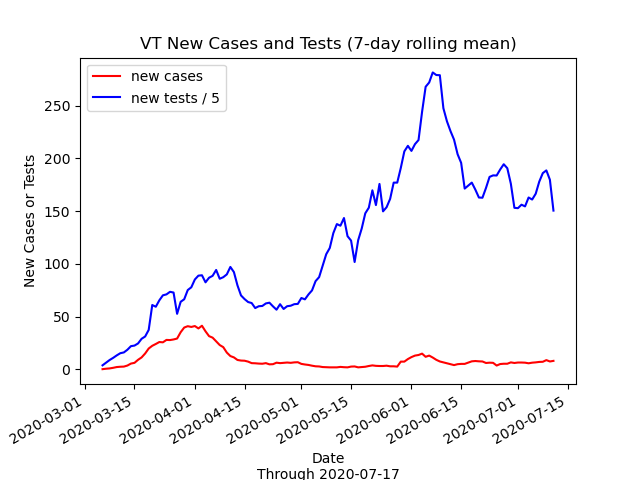 VT New Cases and Tests (7-day rolling mean)
new cases
new tests / 5
New Cases or Tests
250
200
150
100
50
0
2020-03-01
2020-03-15
2020-04-01
2020-04-15
2020-05-01
2020-05-15
2020-06-01
2020-06-15
2020-07-01
2020-07-15
Date
Through 2020-07-17